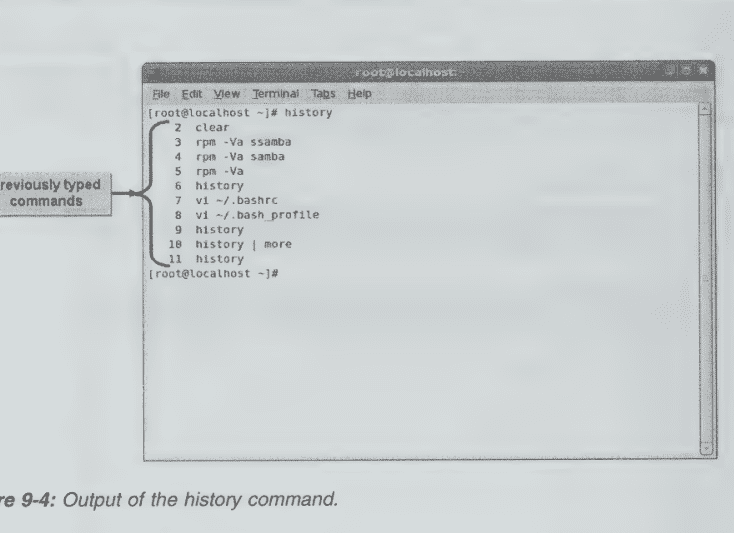 root@localhost:
File Edit View Terminal Tabs Help
[root@localhost ~]# history
2 clear
3 rpm -Va ssamba
4 rpm -Va samba
5 rpm -Va
6 history
7 vi ~/.bashrc
8 vi ~/.bash_profile
9 history
10 history | more
11 history
[root@localhost ~]#
reviously typed
commands
re 9-4: Output of the history command.